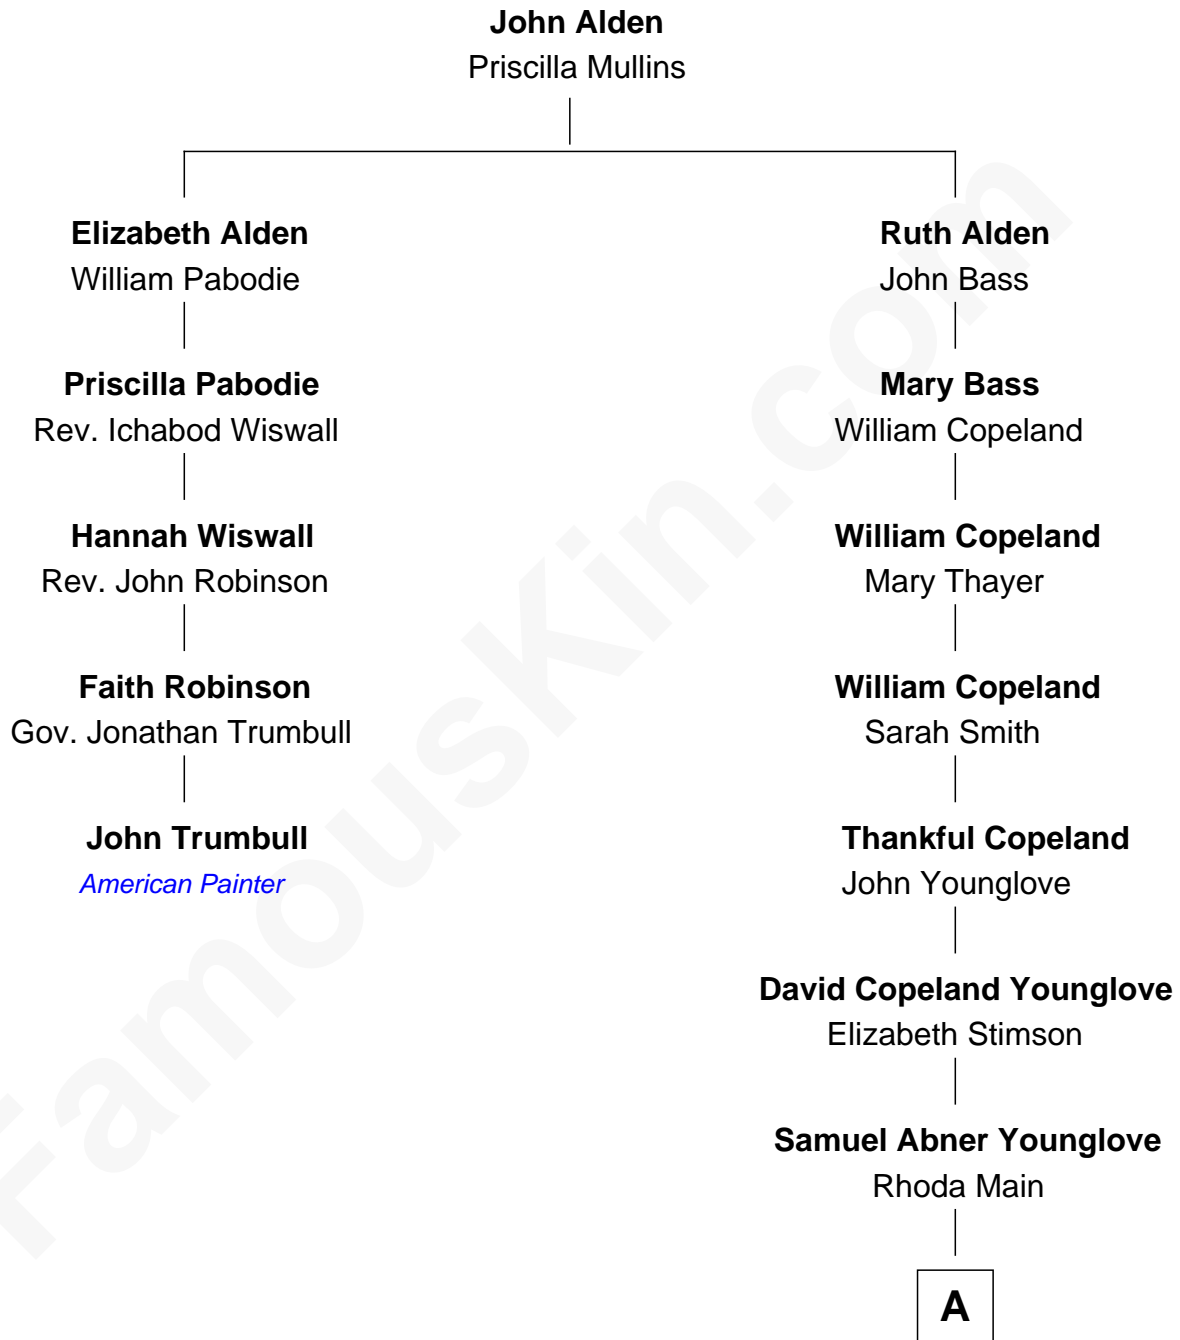 John Alden
Priscilla Mullins
Elizabeth Alden
William Pabodie
Priscilla Pabodie
Rev. Ichabod Wiswall
Hannah Wiswall
Rev. John Robinson
Faith Robinson
Gov. Jonathan Trumbull
John Trumbull
American Painter
Ruth Alden
John Bass
Mary Bass
William Copeland
William Copeland
Mary Thayer
William Copeland
Sarah Smith
Thankful Copeland
John Younglove
David Copeland Younglove
Elizabeth Stimson
Samuel Abner Younglove
Rhoda Main
A
FamousKin.com